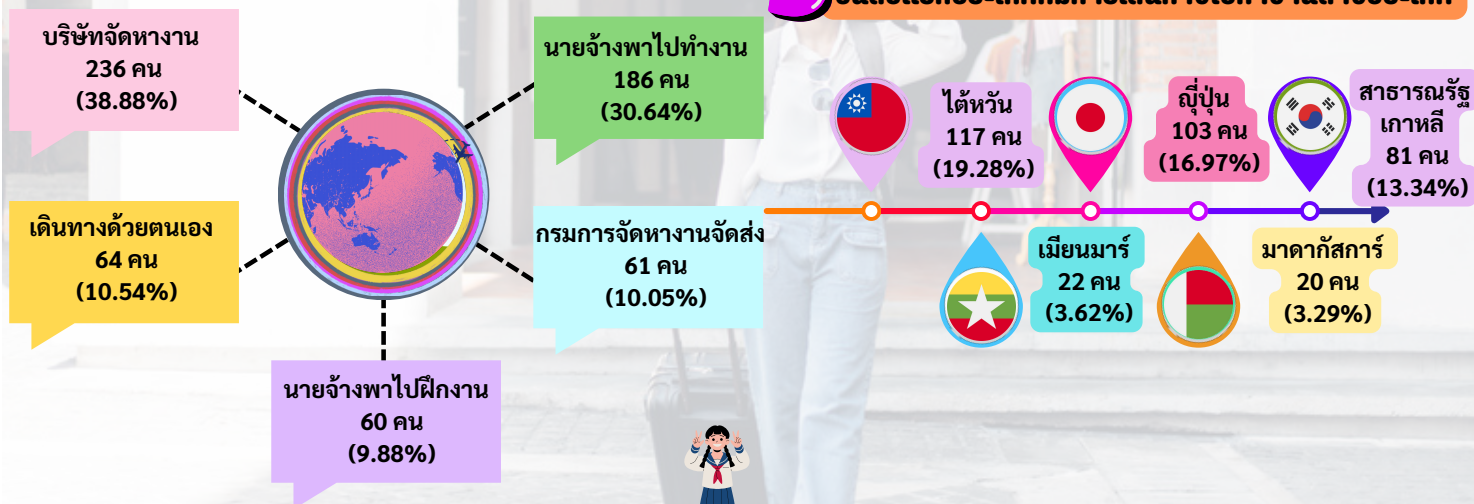 บริษัทจัดหางาน
236 คน
(38.88%)
นายจ้างพาไปทำงาน
186 คน
(30.64%)
เดินทางด้วยตนเอง
64 คน
(10.54%)
กรมการจัดหางานจัดส่ง
61 คน
(10.05%)
นายจ้างพาไปฝึกงาน
60 คน
(9.88%)
ไต้หวัน
117 คน
(19.28%)
ญี่ปุ่น
103 คน
(16.97%)
สาธารณรัฐ
เกาหลี
81 คน
(13.34%)
เมียนมาร์
22 คน
(3.62%)
มาดากัสการ์
20 คน
(3.29%)